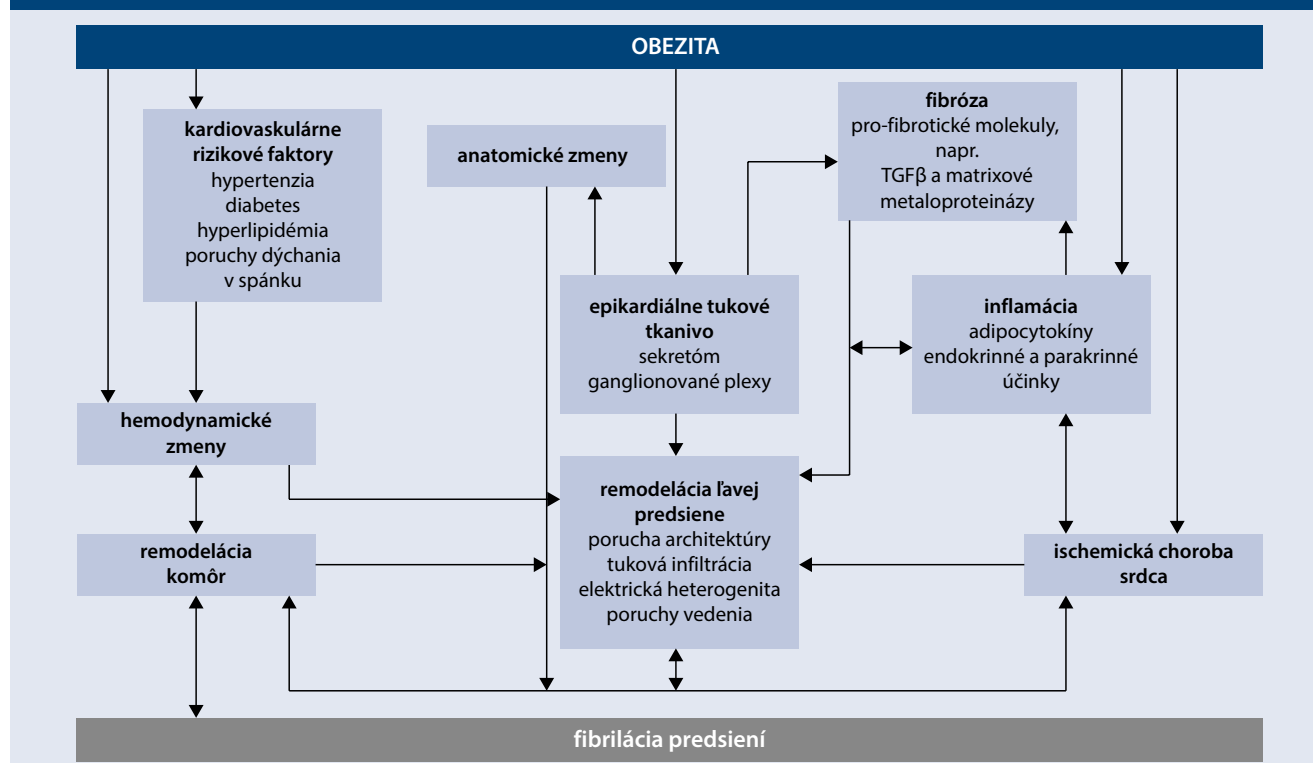 OBEZITA
kardiovaskulárne
rizikové faktory
hypertenzia
diabetes
hyperlipidémia
poruchy dýchania
v spánku
anatomické zmeny
fibróza
pro-fibrotické molekuly,
napr.
TGFβ a matrixové
metaloproteinázy
epikardiálne tukové
tkanivo
sekretóm
ganglionované plexy
inflamácia
adipocytokíny
endokrinné a parakrinné
účinky
hemodynamické
zmeny
remodelácia ľavej
predsiene
porucha architektúry
tuková infiltrácia
elektrická heterogenita
poruchy vedenia
remodelácia
komôr
ischemická choroba
srdca
fibrilácia predsiení